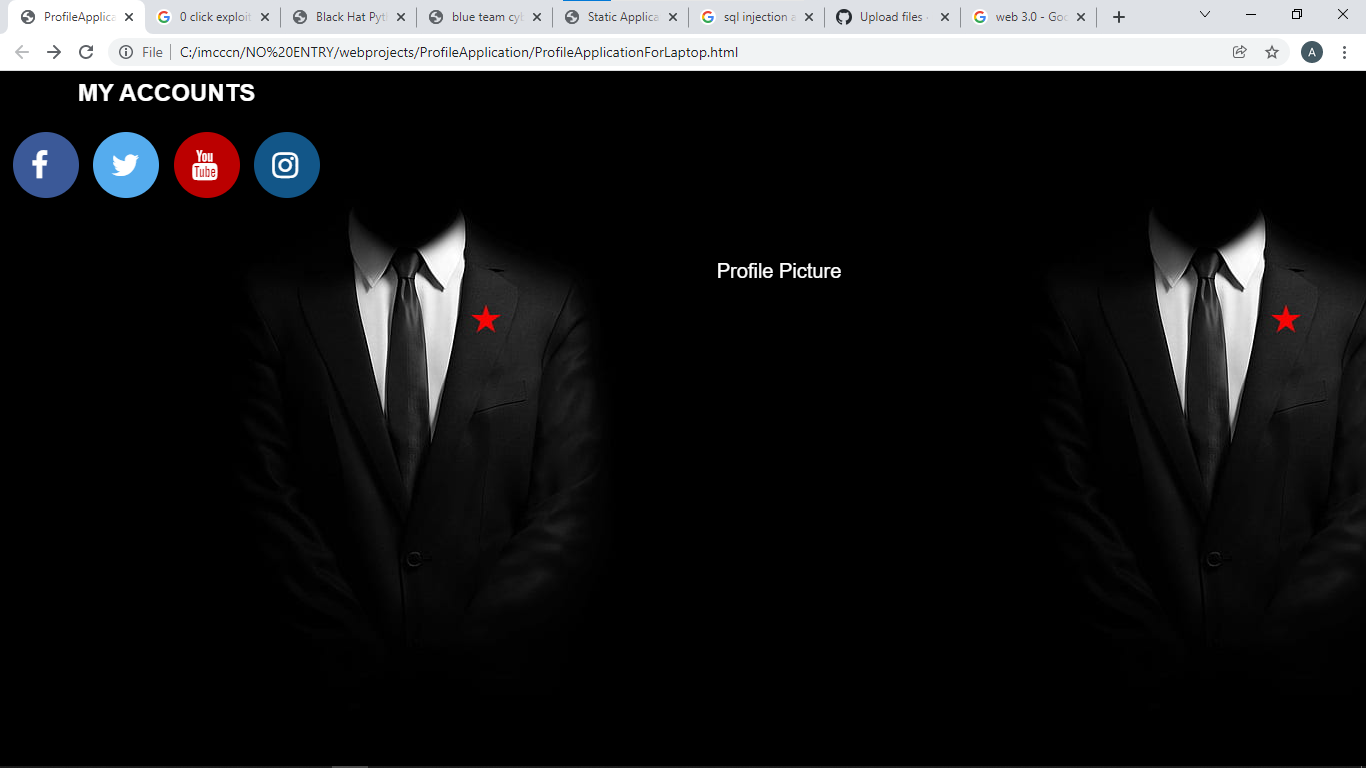 ProfileApplica
0 click exploit
Black Hat Pyt
blue team cyl
Static Applica
sql injection a
Upload files ·
web 3.0 - Goo
File
C:/imcccn/NO%20ENTRY/webprojects/ProfileApplication/ProfileApplicationForLaptop.html
A
MY ACCOUNTS
You
Tube
Profile Picture